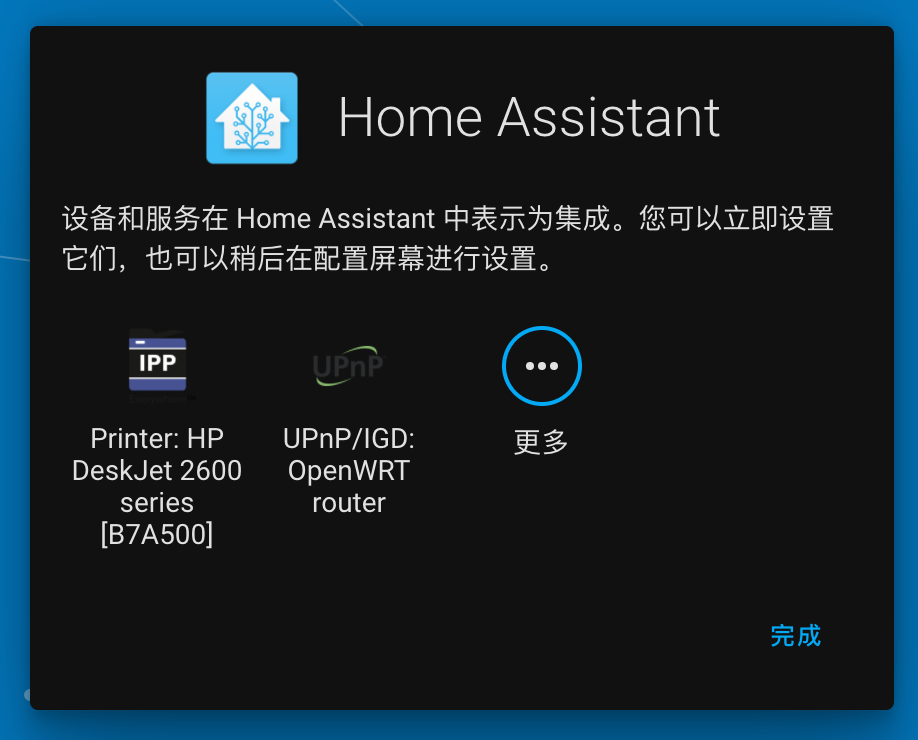 Home Assistant
设备和服务在 Home Assistant 中表示为集成。您可以立即设置
它们，也可以稍后在配置屏幕进行设置。
IPP
UPnP
Printer: HP
DeskJet 2600
series
[B7A500]
UPnP/IGD:
OpenWRT
router
更多
完成